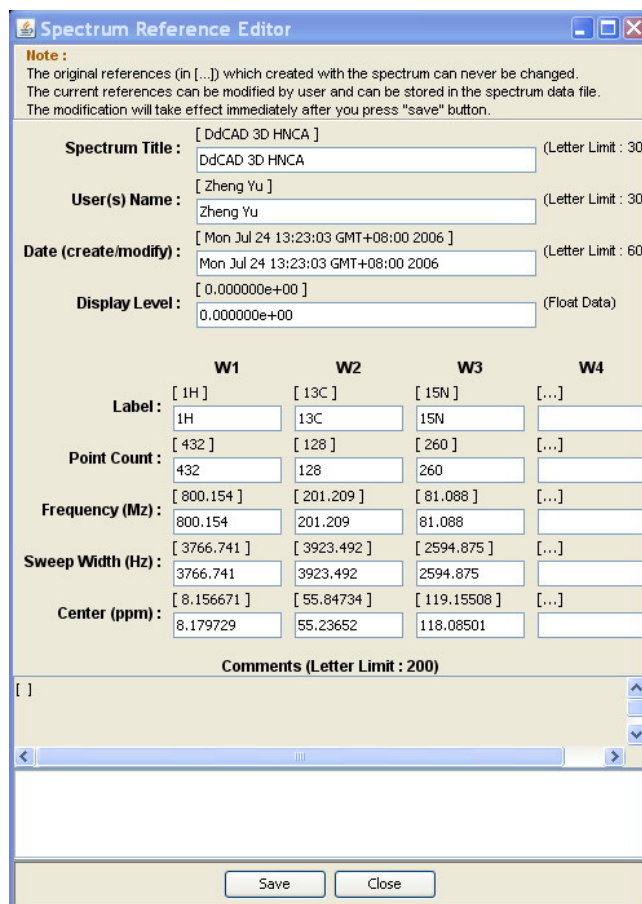 Spectrum Reference Editor
Note :
The original references (in [...]) which created with the spectrum can never be changed.
The current references can be modified by user and can be stored in the spectrum data file.
The modification will take effect immediately after you press "save" button.
[ DdCAD 3D HNCA ]
Spectrum Title : DdCAD 3D HNCA (Letter Limit : 30
[ Zheng Yu ]
User(s) Name : Zheng Yu (Letter Limit : 30
[ Mon Jul 24 13:23:03 GMT+08:00 2006 ]
Date (create/modify) : Mon Jul 24 13:23:03 GMT+08:00 2006 (Letter Limit : 60
[ 0.000000e+00 ]
Display Level : 0.000000e+00 (Float Data)
W1 W2 W3 W4
[ 1H ] [ 13C ] [ 15N ] [...]
Label : 1H 13C 15N
[ 432 ] [ 128 ] [ 260 ] [...]
Point Count : 432 128 260
[ 800.154 ] [ 201.209 ] [ 81.088 ] [...]
Frequency (Mz) : 800.154 201.209 81.088
[ 3766.741 ] [ 3923.492 ] [ 2594.875 ] [...]
Sweep Width (Hz) : 3766.741 3923.492 2594.875
[ 8.156671 ] [ 55.84734 ] [ 119.15508 ] [...]
Center (ppm) : 8.179729 55.23652 118.08501
Comments (Letter Limit : 200)
[ ]
Save Close